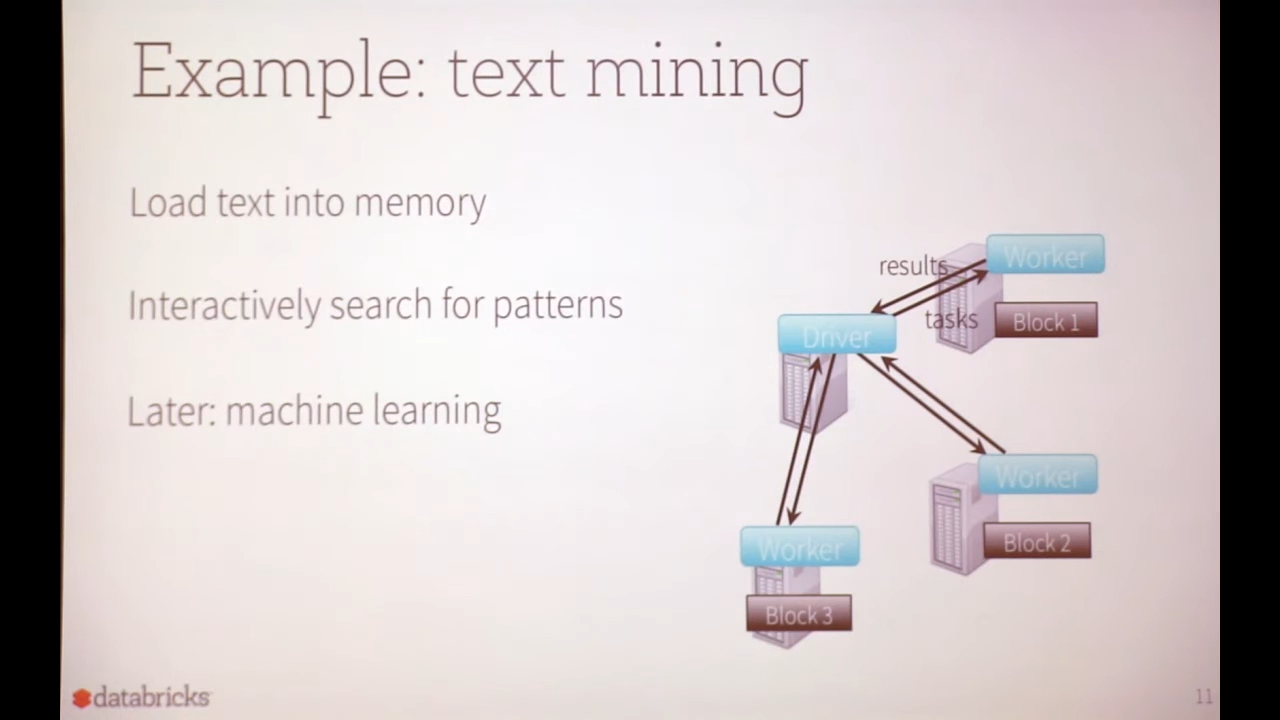 Example: text mining
Load text into memory
Interactively search for patterns
Later: machine learning
results
tasks
Driver
Worker
Block 1
Worker
Block 2
Worker
Block 3
databricks
11